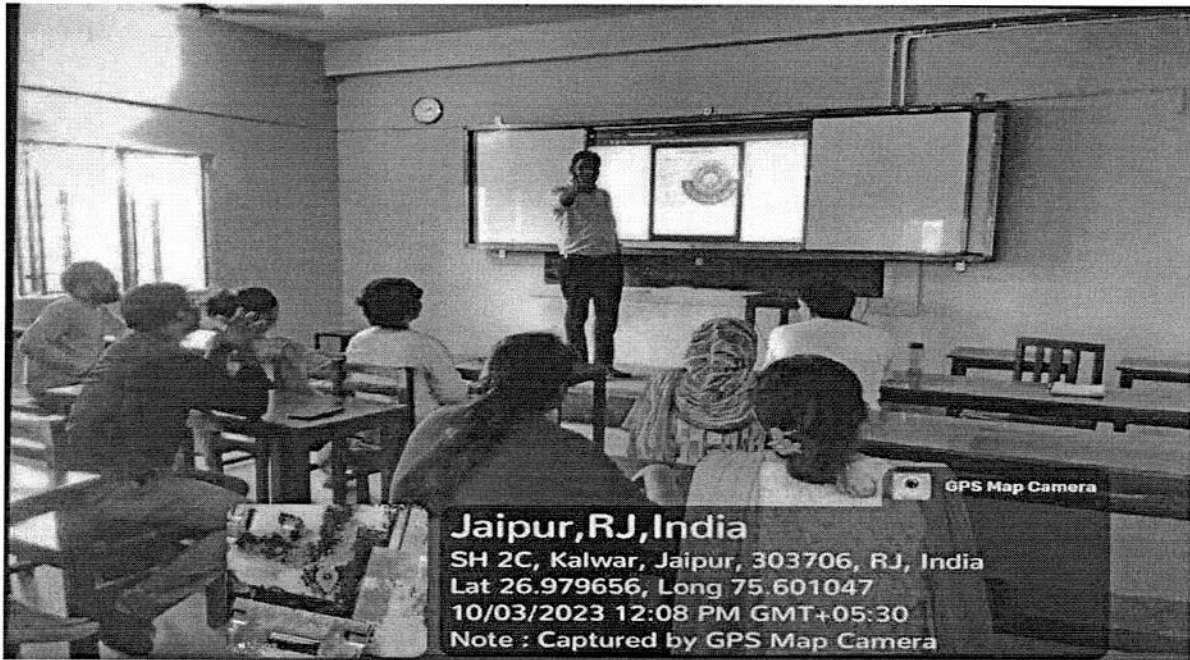 GPS Map Camera
Jaipur,RJ,India
SH 2C, Kalwar, Jaipur, 303706, RJ, India
Lat 26.979656, Long 75.601047
10/03/2023 12:08 PM GMT+05:30
Note : Captured by GPS Map Camera